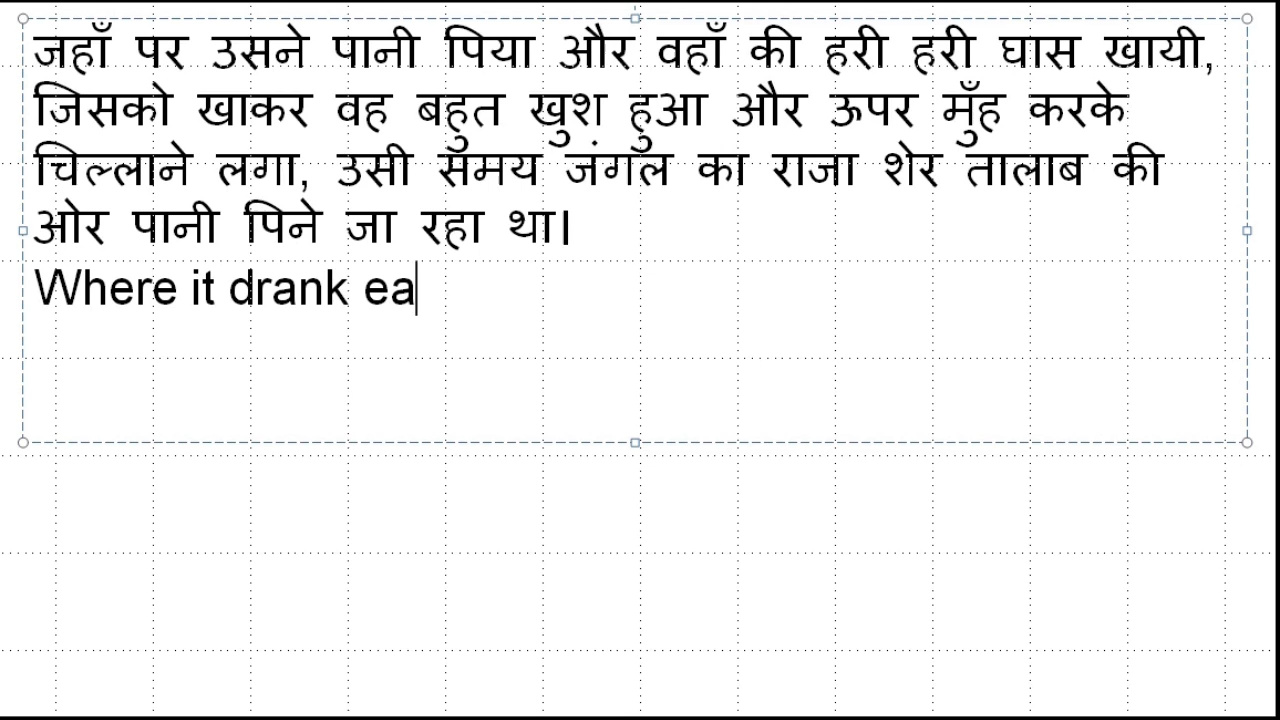 जहाँ पर उसने पानी पिया और वहाँ की हरी हरी घास खायी,
जिसको खाकर वह बहुत खुश हुआ और ऊपर मुँह करके
चिल्लाने लगा, उसी समय जंगल का राजा शेर तालाब की
ओर पानी पिने जा रहा था।
Where it drank ea